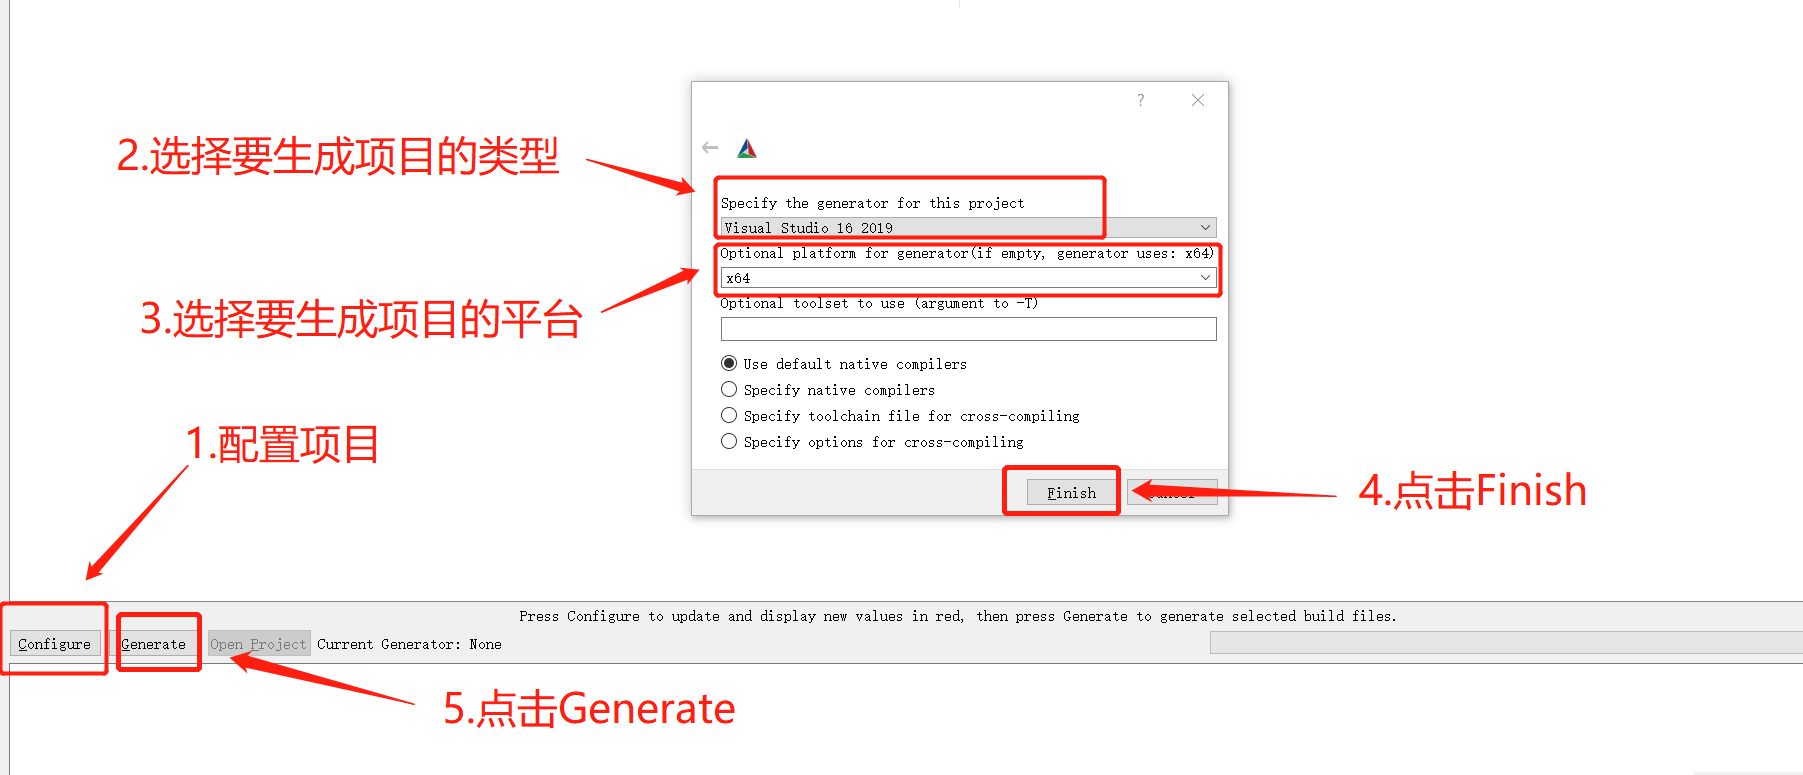 ?
2.选择要生成项目的类型
Specify the generator for this project
Visual Studio 16 2019
Optional platform for generator(if empty, generator uses: x64)
x64
3.选择要生成项目的平台
Optional toolset to use (argument to -T)
Use default native compilers
Specify native compilers
Specify toolchain file for cross-compiling
Specify options for cross-compiling
1.配置项目
Finish
4.点击Finish
Press Configure to update and display new values in red, then press Generate to generate selected build files.
Configure
Generate
Open Project
Current Generator: None
5.点击Generate